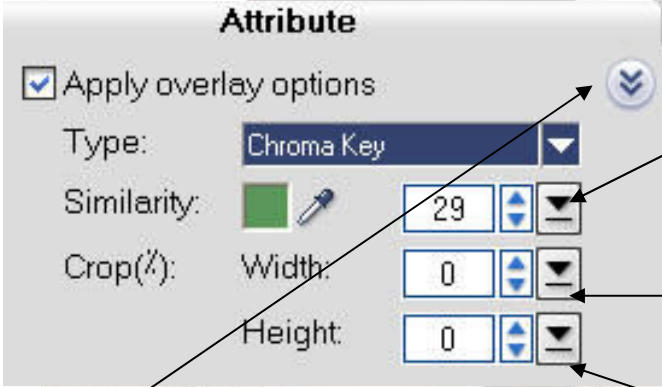 Attribute
Apply overlay options
Type: Chroma Key
Similarity: 29
Crop(%): Width: 0
Height: 0